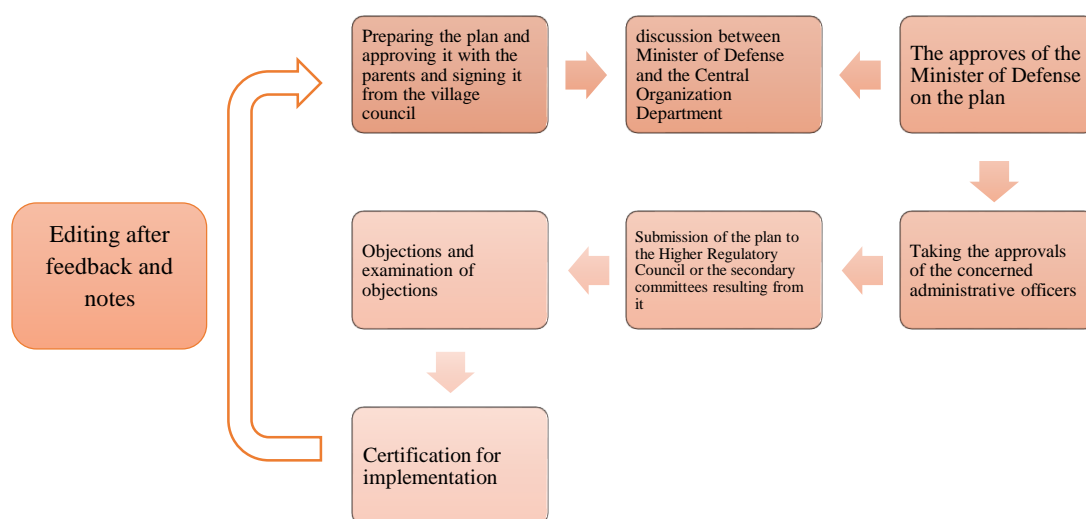 Preparing the plan and
approving it with the
parents and signing it
from the village
council
discussion between
Minister of Defense
and the Central
Organization
Department
The approves of the
Minister of Defense
on the plan
Editing after
feedback and
notes
Objections and
examination of
objections
Submission of the plan to
the Higher Regulatory
Council or the secondary
committees resulting from
it
Taking the approvals
of the concerned
administrative officers
Certification for
implementation